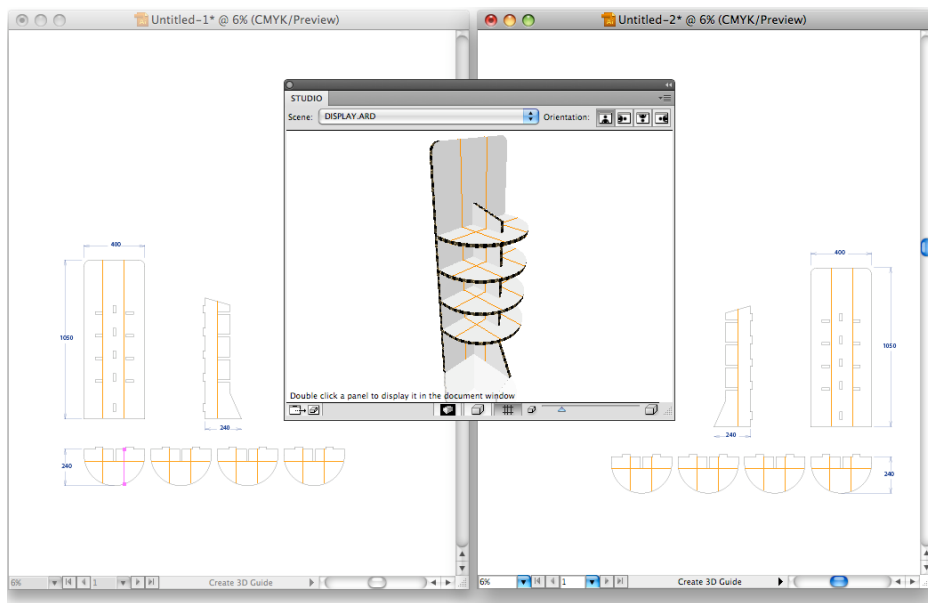 Untitled-1* @ 6% (CMYK/Preview)
Untitled-2* @ 6% (CMYK/Preview)
STUDIO
Scene: DISPLAY.ARD Orientation:
Double click a panel to display it in the document window
400
1050
240
240
400
1050
240
240
6% 1 Create 3D Guide
6% 1 Create 3D Guide